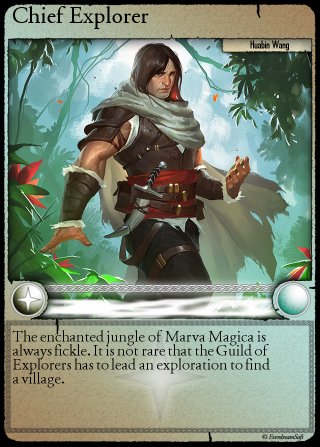 Chief Explorer
Huabin Wang
The enchanted jungle of Marva Magica is
always fickle. It is not rare that the Guild of
Explorers has to lead an exploration to find
a village.
© EverdreamSoft